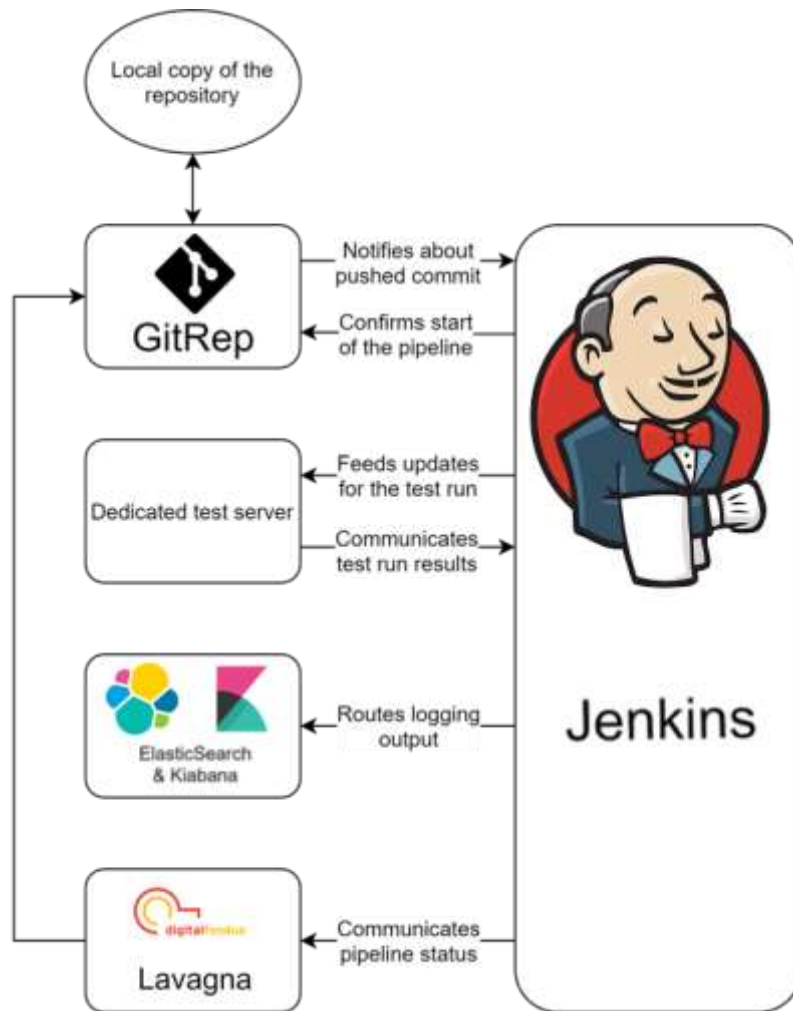 Local copy of the
repository
Notifies about
pushed commit
GitRep
Confirms start
of the pipeline
Feeds updates
for the test run
Dedicated test server
Communicates
test run results
Jenkins
Routes logging
output
ElasticSearch
& Kiabana
digitalfondue
Communicates
pipeline status
Lavagna